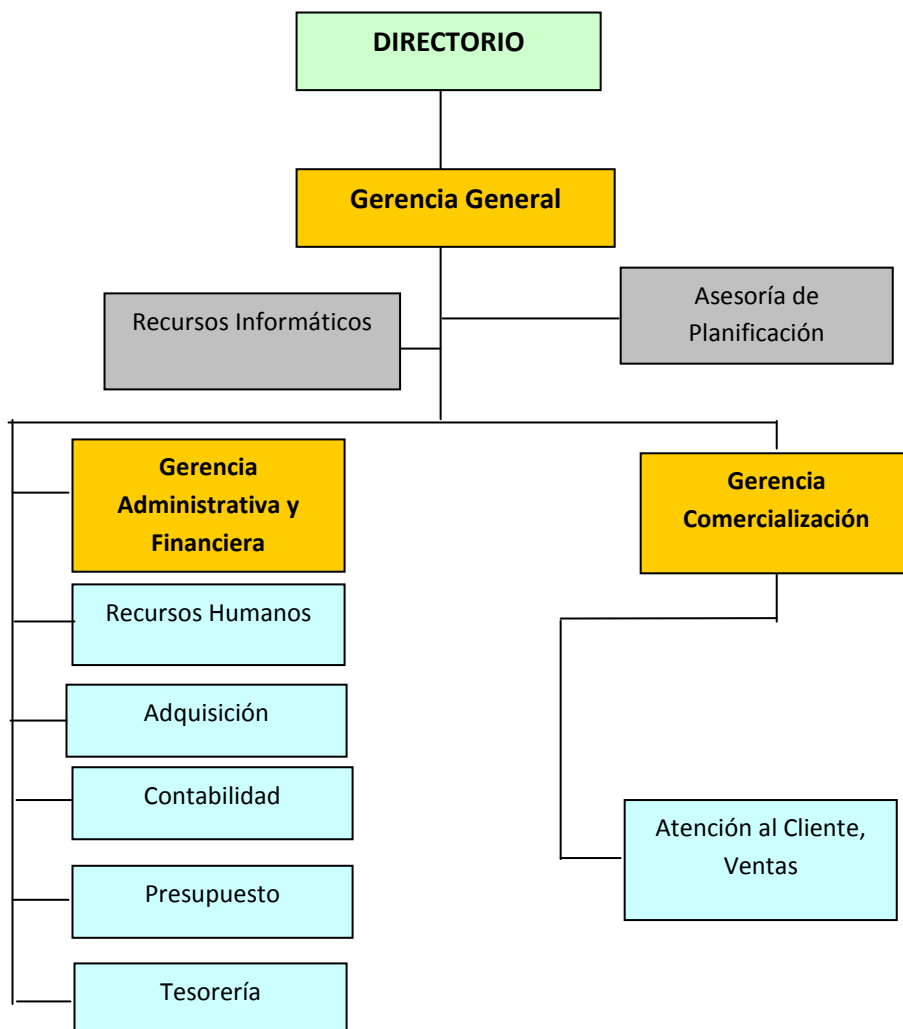 DIRECTORIO
Gerencia General
Recursos Informáticos
Asesoría de
Planificación
Gerencia
Administrativa y
Financiera
Gerencia
Comercialización
Recursos Humanos
Adquisición
Contabilidad
Presupuesto
Tesorería
Atención al Cliente,
Ventas